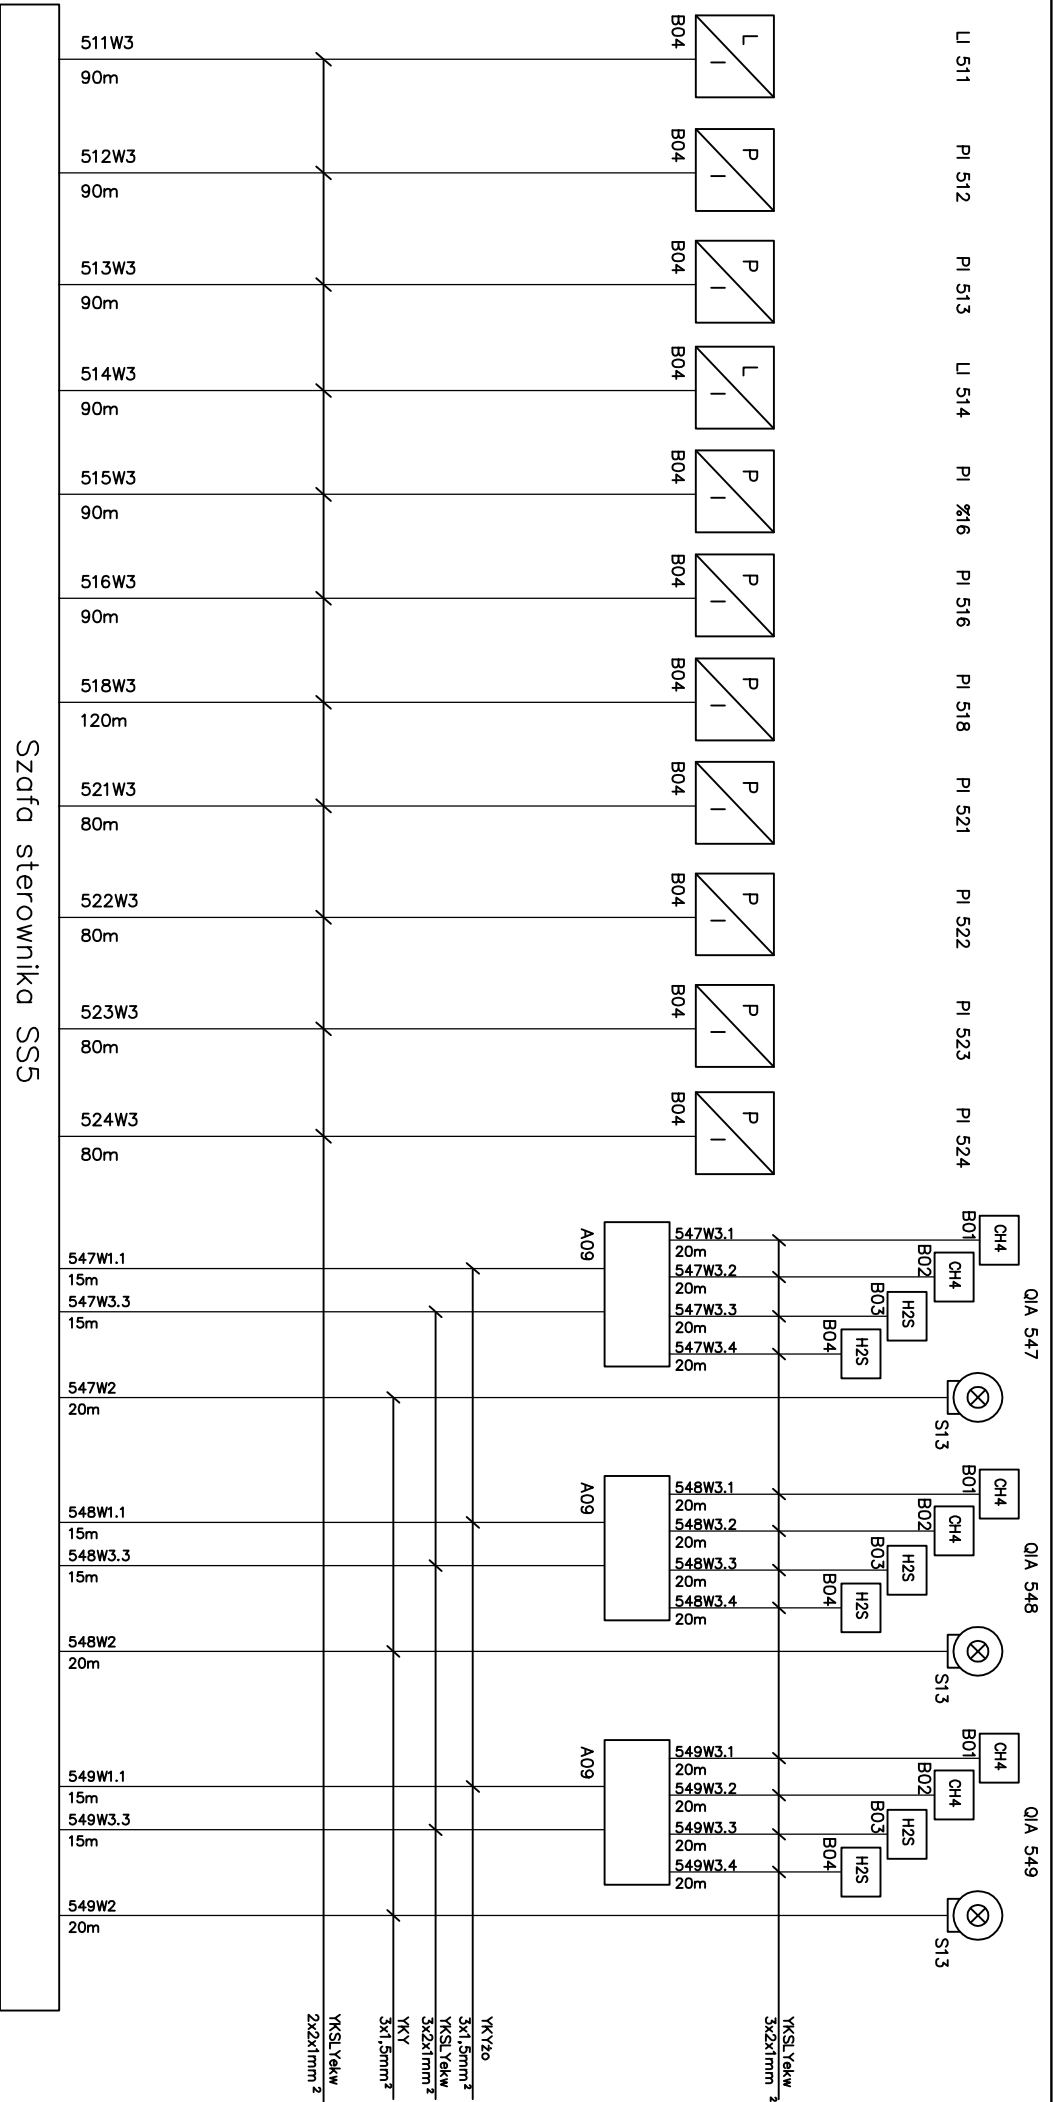 LI 511
PI 512
PI 513
LI 514
PI %16
PI 516
PI 518
PI 521
PI 522
PI 523
PI 524
QIA 547
QIA 548
QIA 549
L
I
B04
P
I
B04
P
I
B04
L
I
B04
P
I
B04
P
I
B04
P
I
B04
P
I
B04
P
I
B04
P
I
B04
P
I
B04
511W3
90m
512W3
90m
513W3
90m
514W3
90m
515W3
90m
516W3
90m
518W3
120m
521W3
80m
522W3
80m
523W3
80m
524W3
80m
CH4
B01
CH4
B02
H2S
B03
H2S
B04
547W3.1
20m
547W3.2
20m
547W3.3
20m
547W3.4
20m
A09
547W1.1
15m
547W3.3
15m
S13
547W2
20m
CH4
B01
CH4
B02
H2S
B03
H2S
B04
548W3.1
20m
548W3.2
20m
548W3.3
20m
548W3.4
20m
A09
548W1.1
15m
548W3.3
15m
S13
548W2
20m
CH4
B01
CH4
B02
H2S
B03
H2S
B04
549W3.1
20m
549W3.2
20m
549W3.3
20m
549W3.4
20m
A09
549W1.1
15m
549W3.3
15m
S13
549W2
20m
YKSLYekw
3x2x1mm²
YKYżo
3x1,5mm²
YKSLYekw
3x2x1mm²
YKY
3x1,5mm²
YKSLYekw
2x2x1mm²
Szafa sterownika SS5